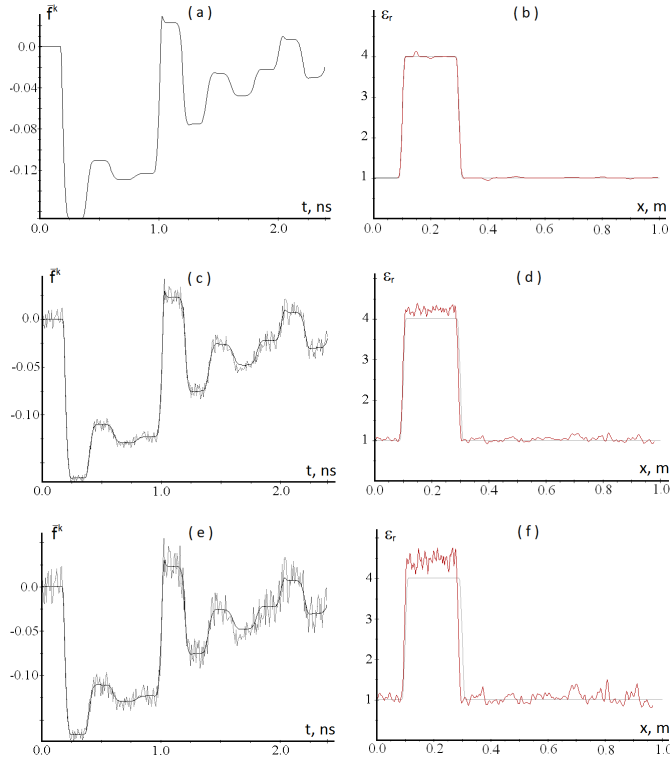 f̄ᵏ ( a )
0.00
-0.04
-0.08
-0.12
0.0 1.0 2.0
t, ns
εᵣ ( b )
4
3
2
1
x, m
0.0 0.2 0.4 0.6 0.8 1.0
f̄ᵏ ( c )
0.0
-0.05
-0.10
t, ns
0.0 1.0 2.0
εᵣ ( d )
4
3
2
1
x, m
0.0 0.2 0.4 0.6 0.8 1.0
f̄ᵏ ( e )
0.0
-0.05
-0.10
t, ns
0.0 1.0 2.0
εᵣ ( f )
4
3
2
1
x, m
0.0 0.2 0.4 0.6 0.8 1.0